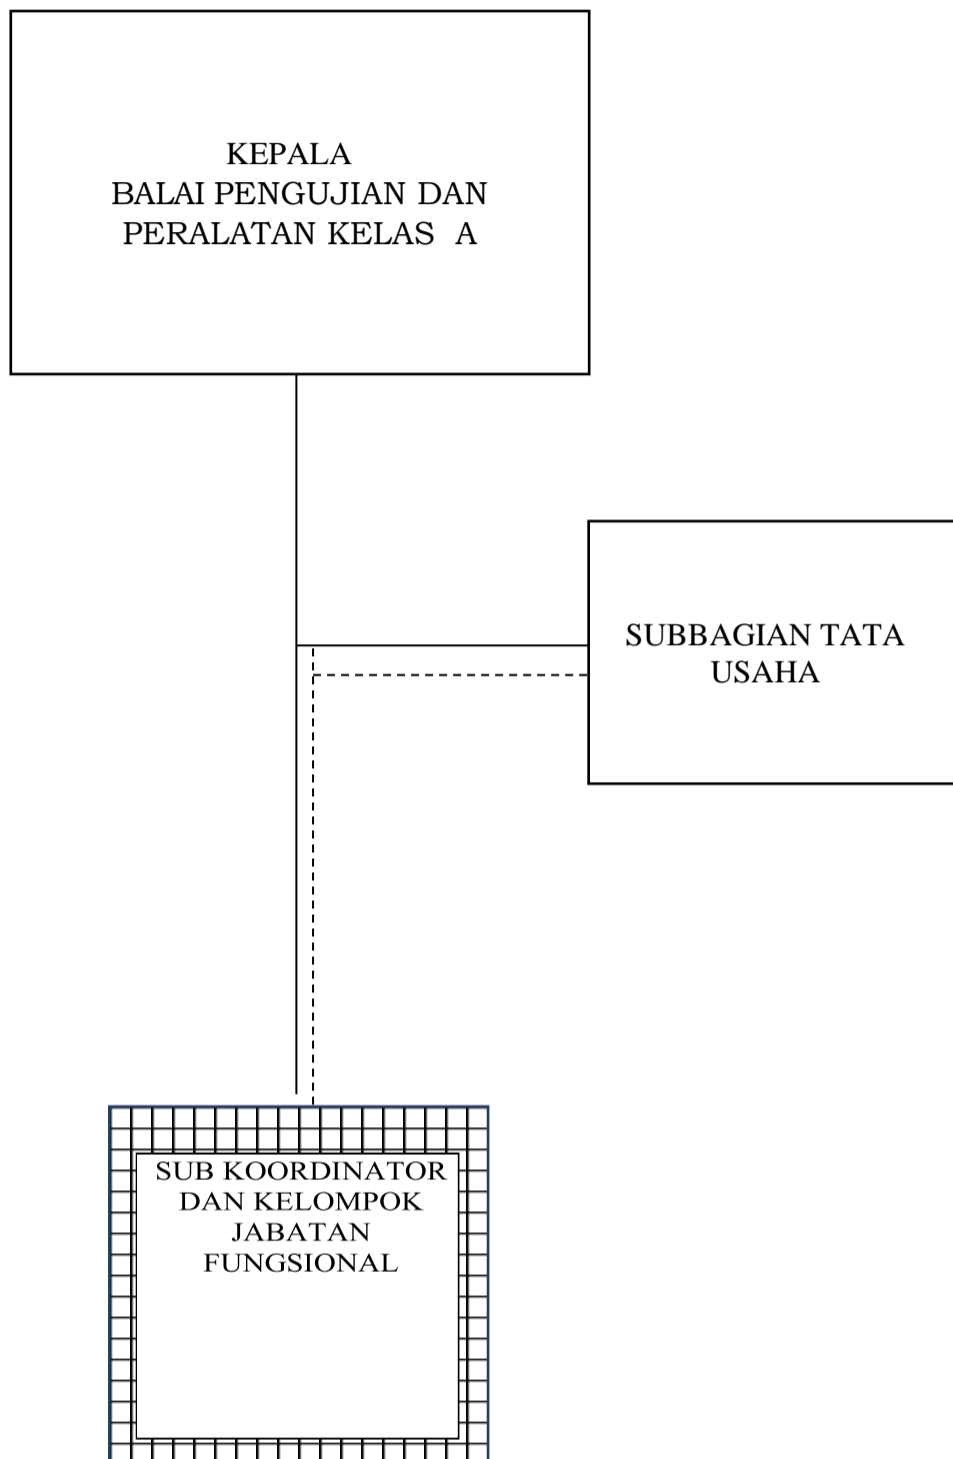 KEPALA
BALAI PENGUJIAN DAN
PERALATAN KELAS A
SUBBAGIAN TATA
USAHA
SUB KOORDINATOR
DAN KELOMPOK
JABATAN
FUNGSIONAL